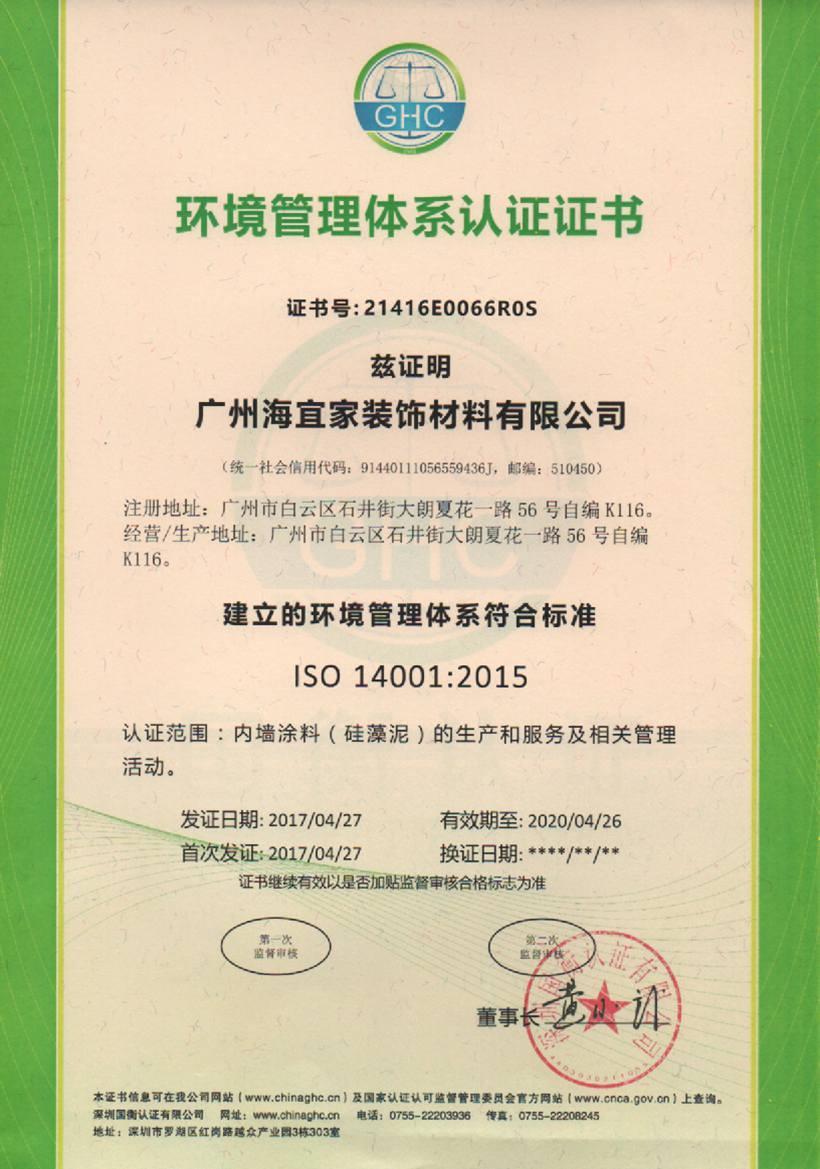 GHC
环境管理体系认证证书
证书号:21416E0066R0S
兹证明
广州海宜家装饰材料有限公司
（统一社会信用代码：91440111056559436J，邮编：510450）
注册地址：广州市白云区石井街大朗夏花一路 56 号自编 K116。
经营/生产地址：广州市白云区石井街大朗夏花一路 56 号自编
K116。
建立的环境管理体系符合标准
ISO 14001:2015
认证范围：内墙涂料（硅藻泥）的生产和服务及相关管理
活动。
发证日期: 2017/04/27 有效期至: 2020/04/26
首次发证: 2017/04/27 换证日期: ****/**/**
证书继续有效以是否加贴监督审核合格标志为准
第一次 第二次
监督审核 监督审核
深圳国衡认证有限公司
董事长
本证书信息可在我公司网站（www.chinaghc.cn）及国家认证认可监督管理委员会官方网站（www.cnca.gov.cn）上查询。
深圳国衡认证有限公司 网址：www.chinaghc.cn 电话：0755-22203936 传真：0755-22208245
地址：深圳市罗湖区红岗路越众产业园3栋303室